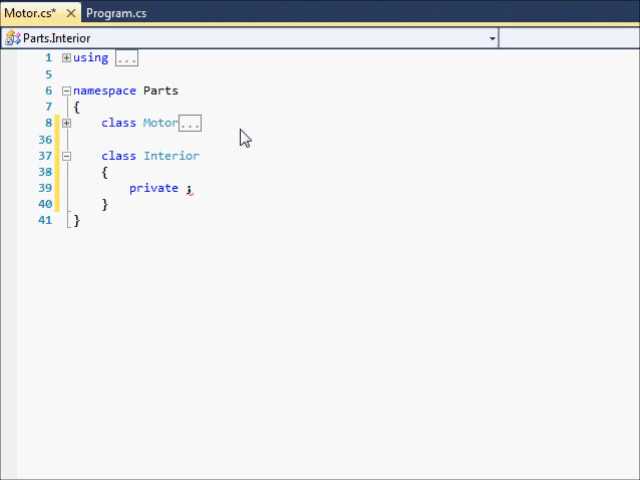 Motor.cs* Program.cs
Parts.Interior
1 using ...
5
6 namespace Parts
7 {
8 class Motor...
36
37 class Interior
38 {
39 private ;
40 }
41 }